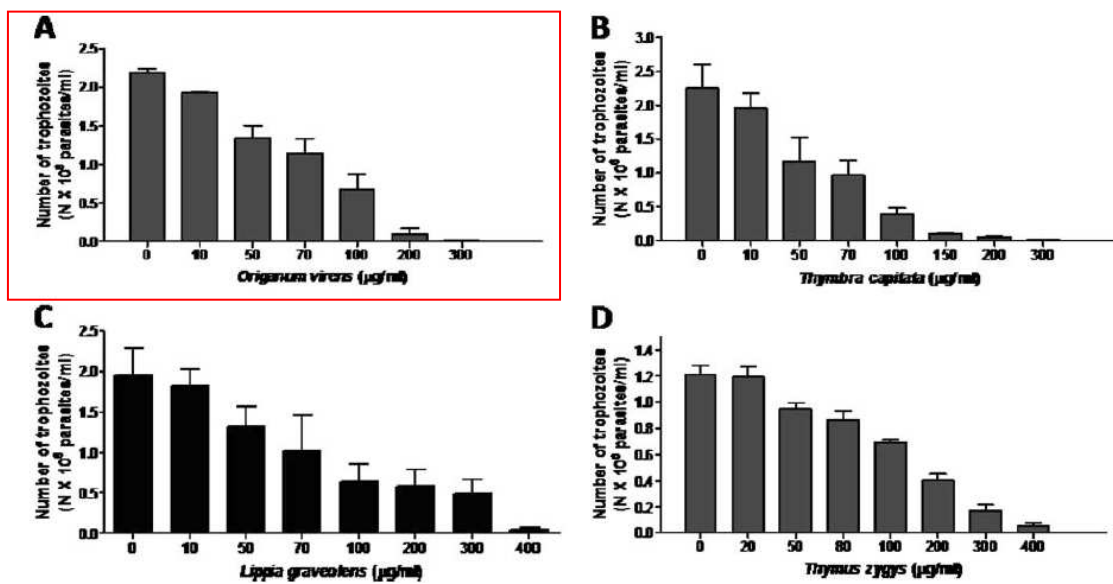 A
Number of trophozoites
(N X 10⁶ parasites/ml)
2.5
2.0
1.5
1.0
0.5
0.0
0 10 50 70 100 200 300
Origanum virens (µg/ml)
B
Number of trophozoites
(N X 10⁶ parasites/ml)
3.0
2.5
2.0
1.5
1.0
0.5
0.0
0 10 50 70 100 150 200 300
Thymbra capitata (µg/ml)
C
Number of trophozoites
(N X 10⁶ parasites/ml)
2.5
2.0
1.5
1.0
0.5
0.0
0 10 50 70 100 200 300 400
Lippia graveolens (µg/ml)
D
Number of trophozoites
(N X 10⁶ parasites/ml)
1.4
1.2
1.0
0.8
0.6
0.4
0.2
0.0
0 20 50 80 100 200 300 400
Thymus zygys (µg/ml)